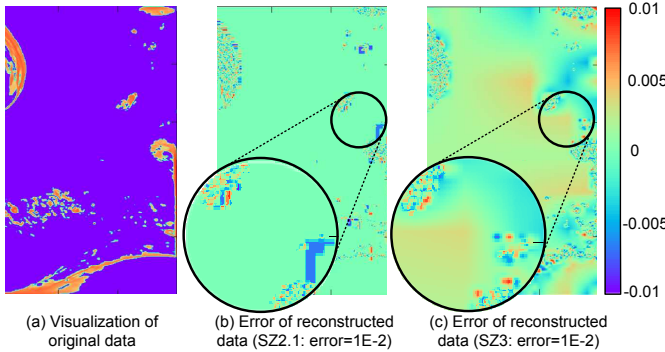 0.01
0.005
0
-0.005
-0.01
(a) Visualization of
original data
(b) Error of reconstructed
data (SZ2.1: error=1E-2)
(c) Error of reconstructed
data (SZ3: error=1E-2)